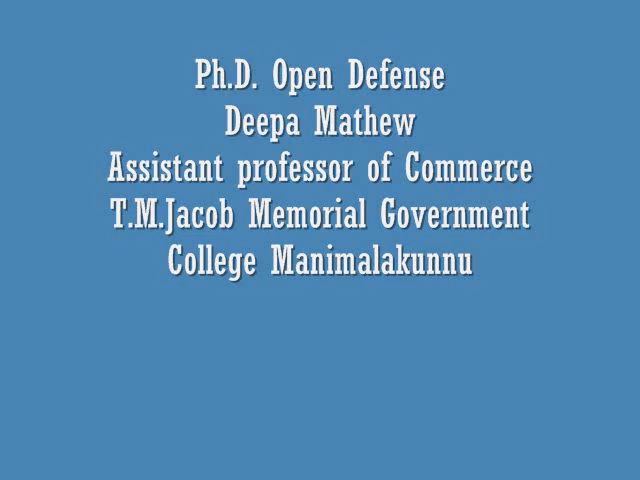 Ph.D. Open Defense
Deepa Mathew
Assistant professor of Commerce
T.M.Jacob Memorial Government
College Manimalakunnu